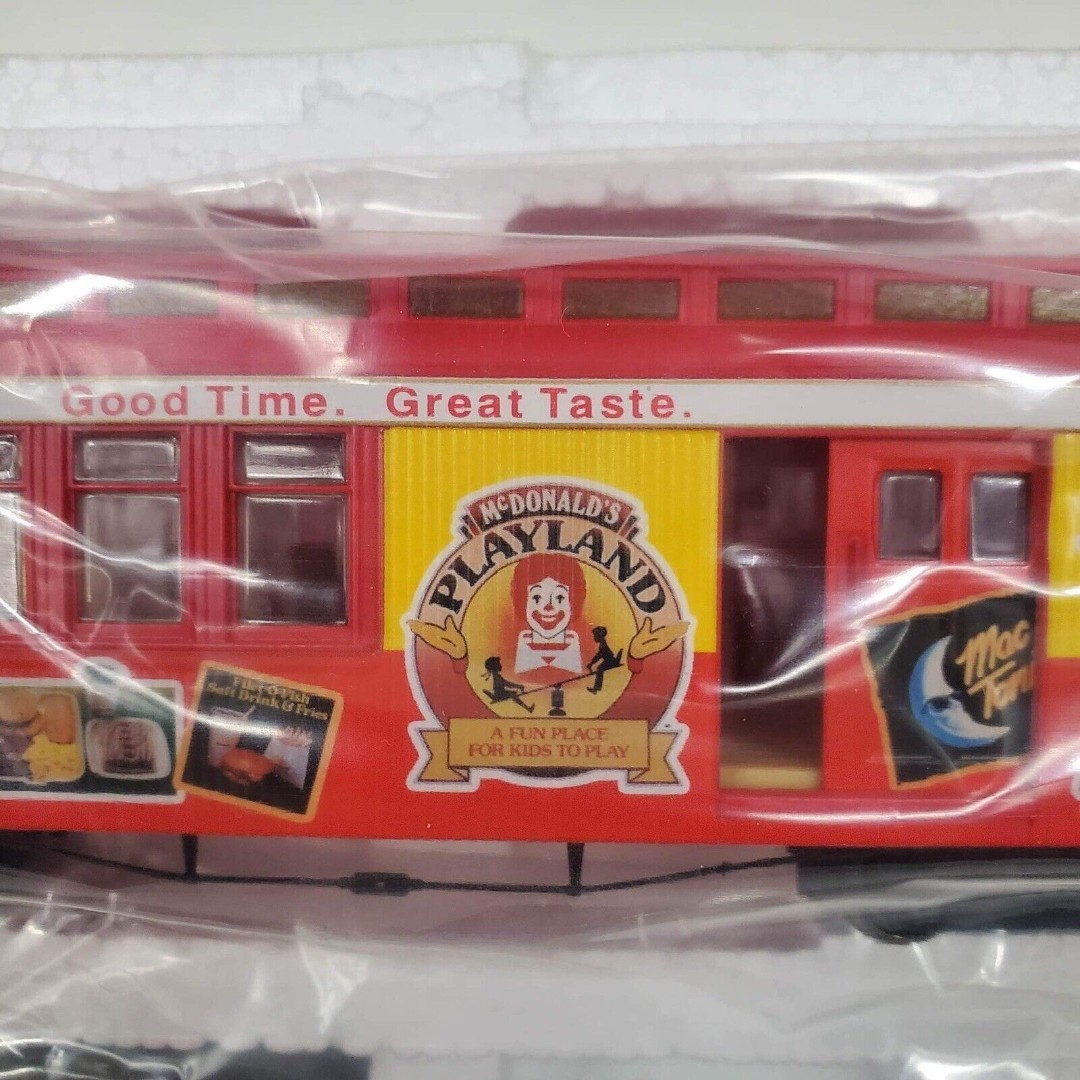 Good Time. Great Taste.
McDONALD'S
PLAYLAND
A FUN PLACE
FOR KIDS TO PLAY
Filet-O-Fish
Soft Drink & Fries
Mac